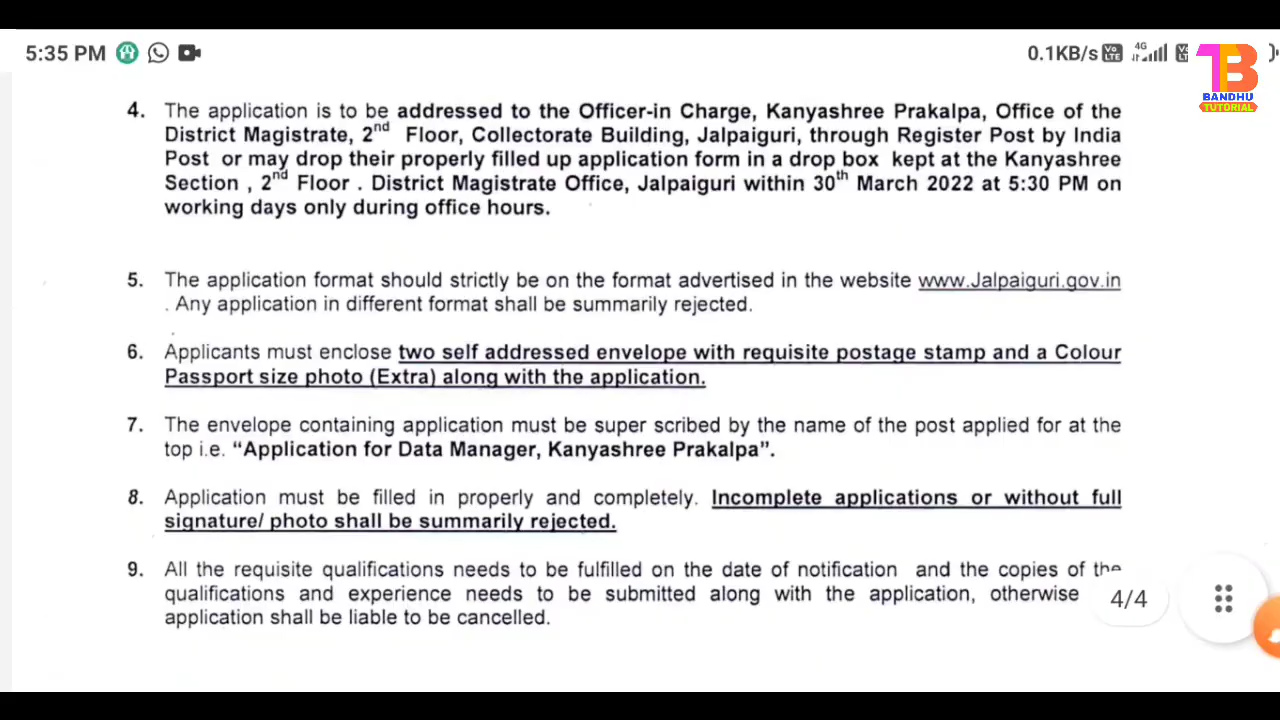 5:35 PM
0.1KB/s Vo LTE 4G
BANDHU
TUTORIAL
4. The application is to be addressed to the Officer-in Charge, Kanyashree Prakalpa, Office of the
District Magistrate, 2nd Floor, Collectorate Building, Jalpaiguri, through Register Post by India
Post or may drop their properly filled up application form in a drop box kept at the Kanyashree
Section , 2nd Floor . District Magistrate Office, Jalpaiguri within 30th March 2022 at 5:30 PM on
working days only during office hours.
5. The application format should strictly be on the format advertised in the website www.Jalpaiguri.gov.in
. Any application in different format shall be summarily rejected.
6. Applicants must enclose two self addressed envelope with requisite postage stamp and a Colour
Passport size photo (Extra) along with the application.
7. The envelope containing application must be super scribed by the name of the post applied for at the
top i.e. “Application for Data Manager, Kanyashree Prakalpa”.
8. Application must be filled in properly and completely. Incomplete applications or without full
signature/ photo shall be summarily rejected.
9. All the requisite qualifications needs to be fulfilled on the date of notification and the copies of the
qualifications and experience needs to be submitted along with the application, otherwise
application shall be liable to be cancelled.
4/4